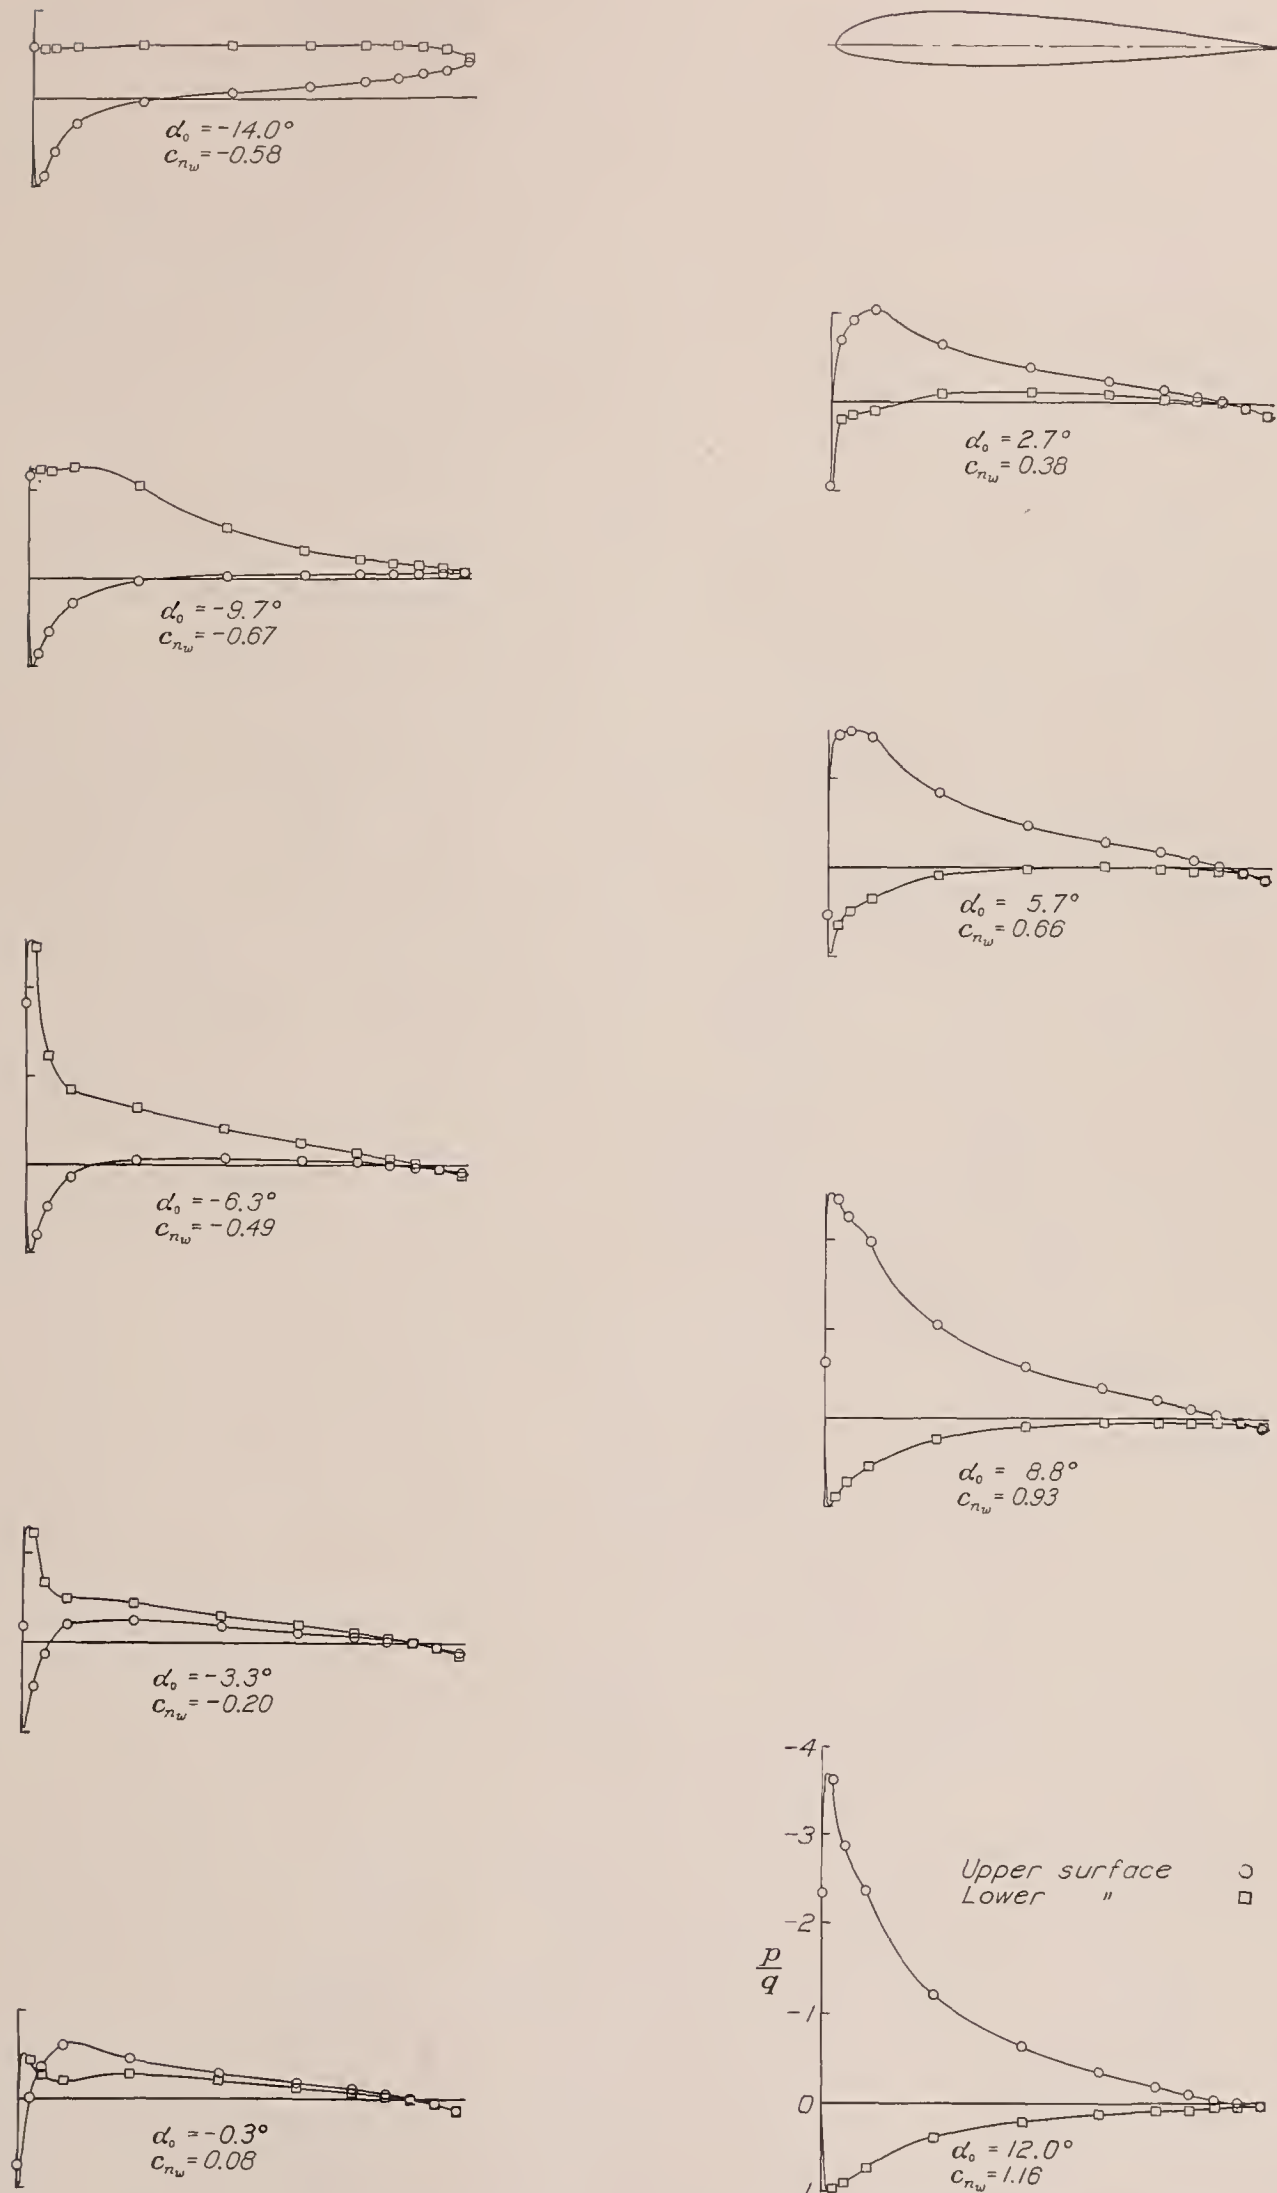 α₀ = -14.0°
c_{n_w} = -0.58
α₀ = -9.7°
c_{n_w} = -0.67
α₀ = -6.3°
c_{n_w} = -0.49
α₀ = -3.3°
c_{n_w} = -0.20
α₀ = -0.3°
c_{n_w} = 0.08
α₀ = 2.7°
c_{n_w} = 0.38
α₀ = 5.7°
c_{n_w} = 0.66
α₀ = 8.8°
c_{n_w} = 0.93
-4
-3
-2
-1
0
p/q
Upper surface ○
Lower " □
α₀ = 12.0°
c_{n_w} = 1.16